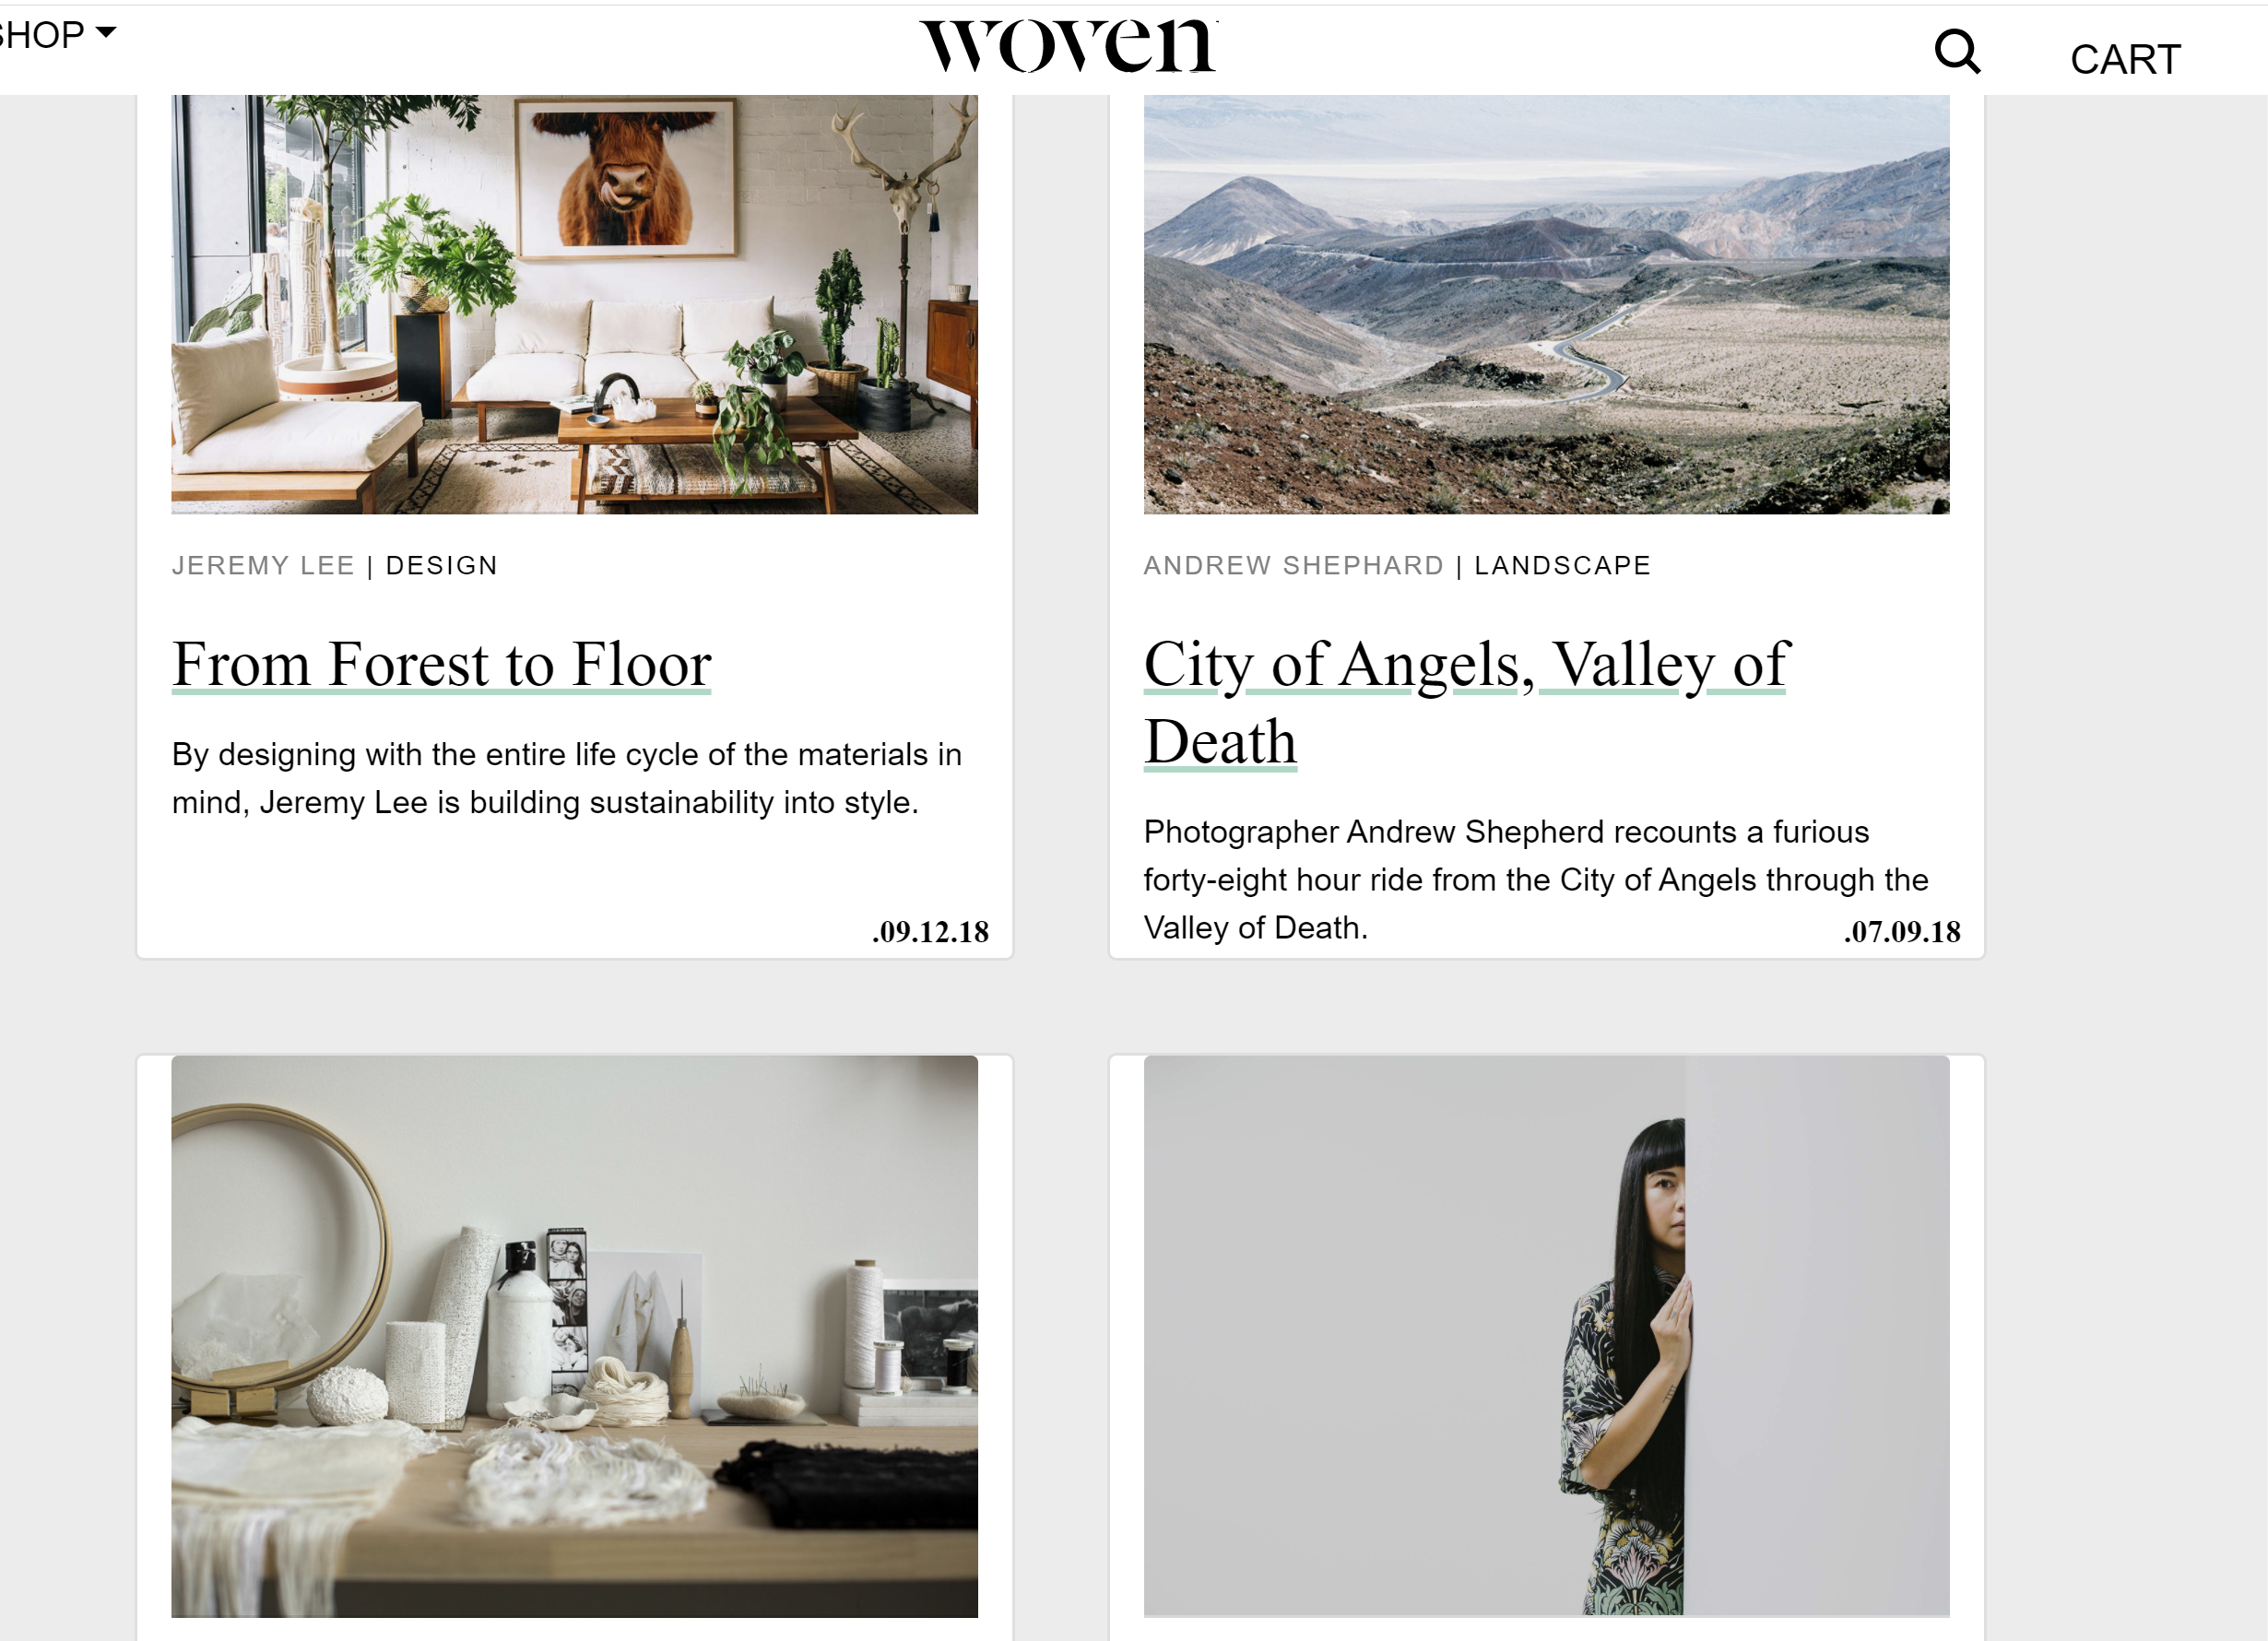 SHOP
woven
CART
JEREMY LEE | DESIGN
From Forest to Floor
By designing with the entire life cycle of the materials in
mind, Jeremy Lee is building sustainability into style.
.09.12.18
ANDREW SHEPHARD | LANDSCAPE
City of Angels, Valley of
Death
Photographer Andrew Shepherd recounts a furious
forty-eight hour ride from the City of Angels through the
Valley of Death.
.07.09.18